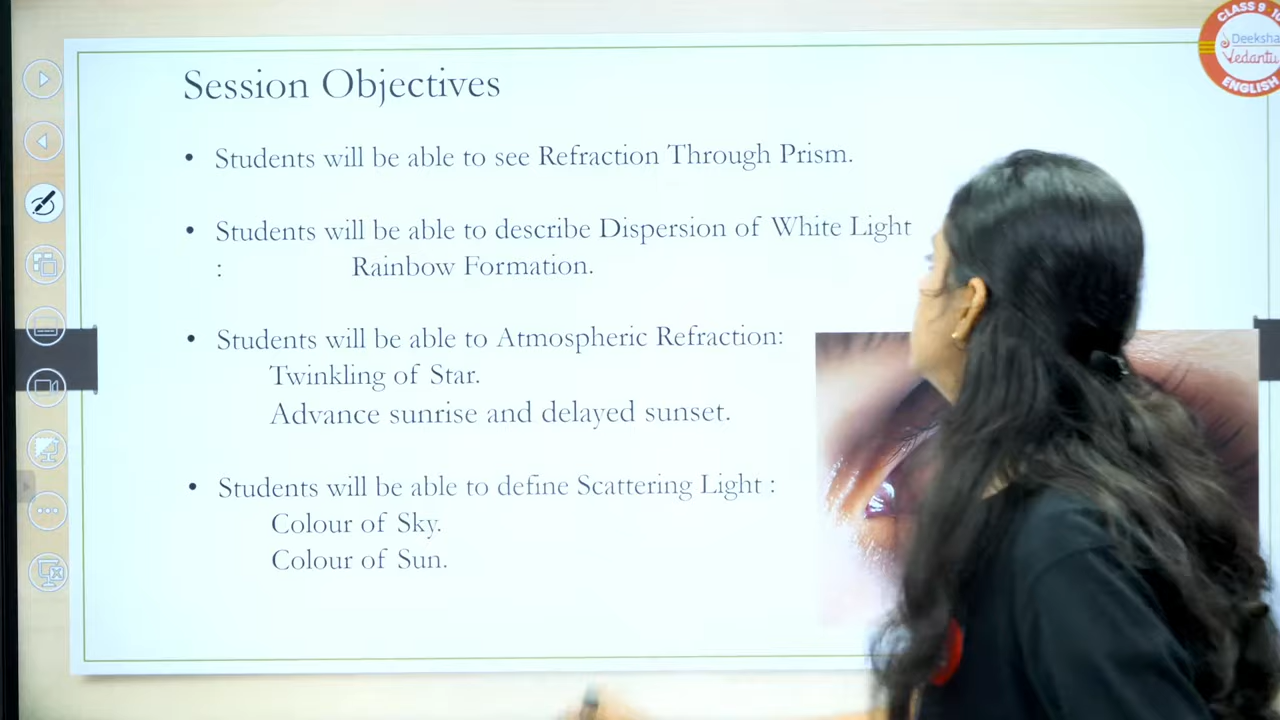 Session Objectives
• Students will be able to see Refraction Through Prism.
• Students will be able to describe Dispersion of White Light
: Rainbow Formation.
• Students will be able to Atmospheric Refraction:
Twinkling of Star.
Advance sunrise and delayed sunset.
• Students will be able to define Scattering Light :
Colour of Sky.
Colour of Sun.
CLASS 9-10
Deeksha
Vedantu
ENGLISH